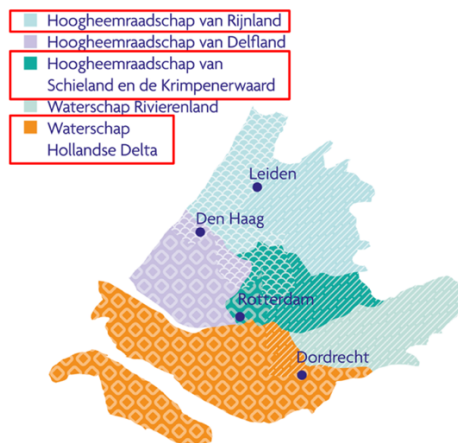 Hoogheemraadschap van Rijnland
Hoogheemraadschap van Delfland
Hoogheemraadschap van
Schieland en de Krimpenerwaard
Waterschap Rivierenland
Waterschap
Hollandse Delta
Leiden
Den Haag
Rotterdam
Dordrecht